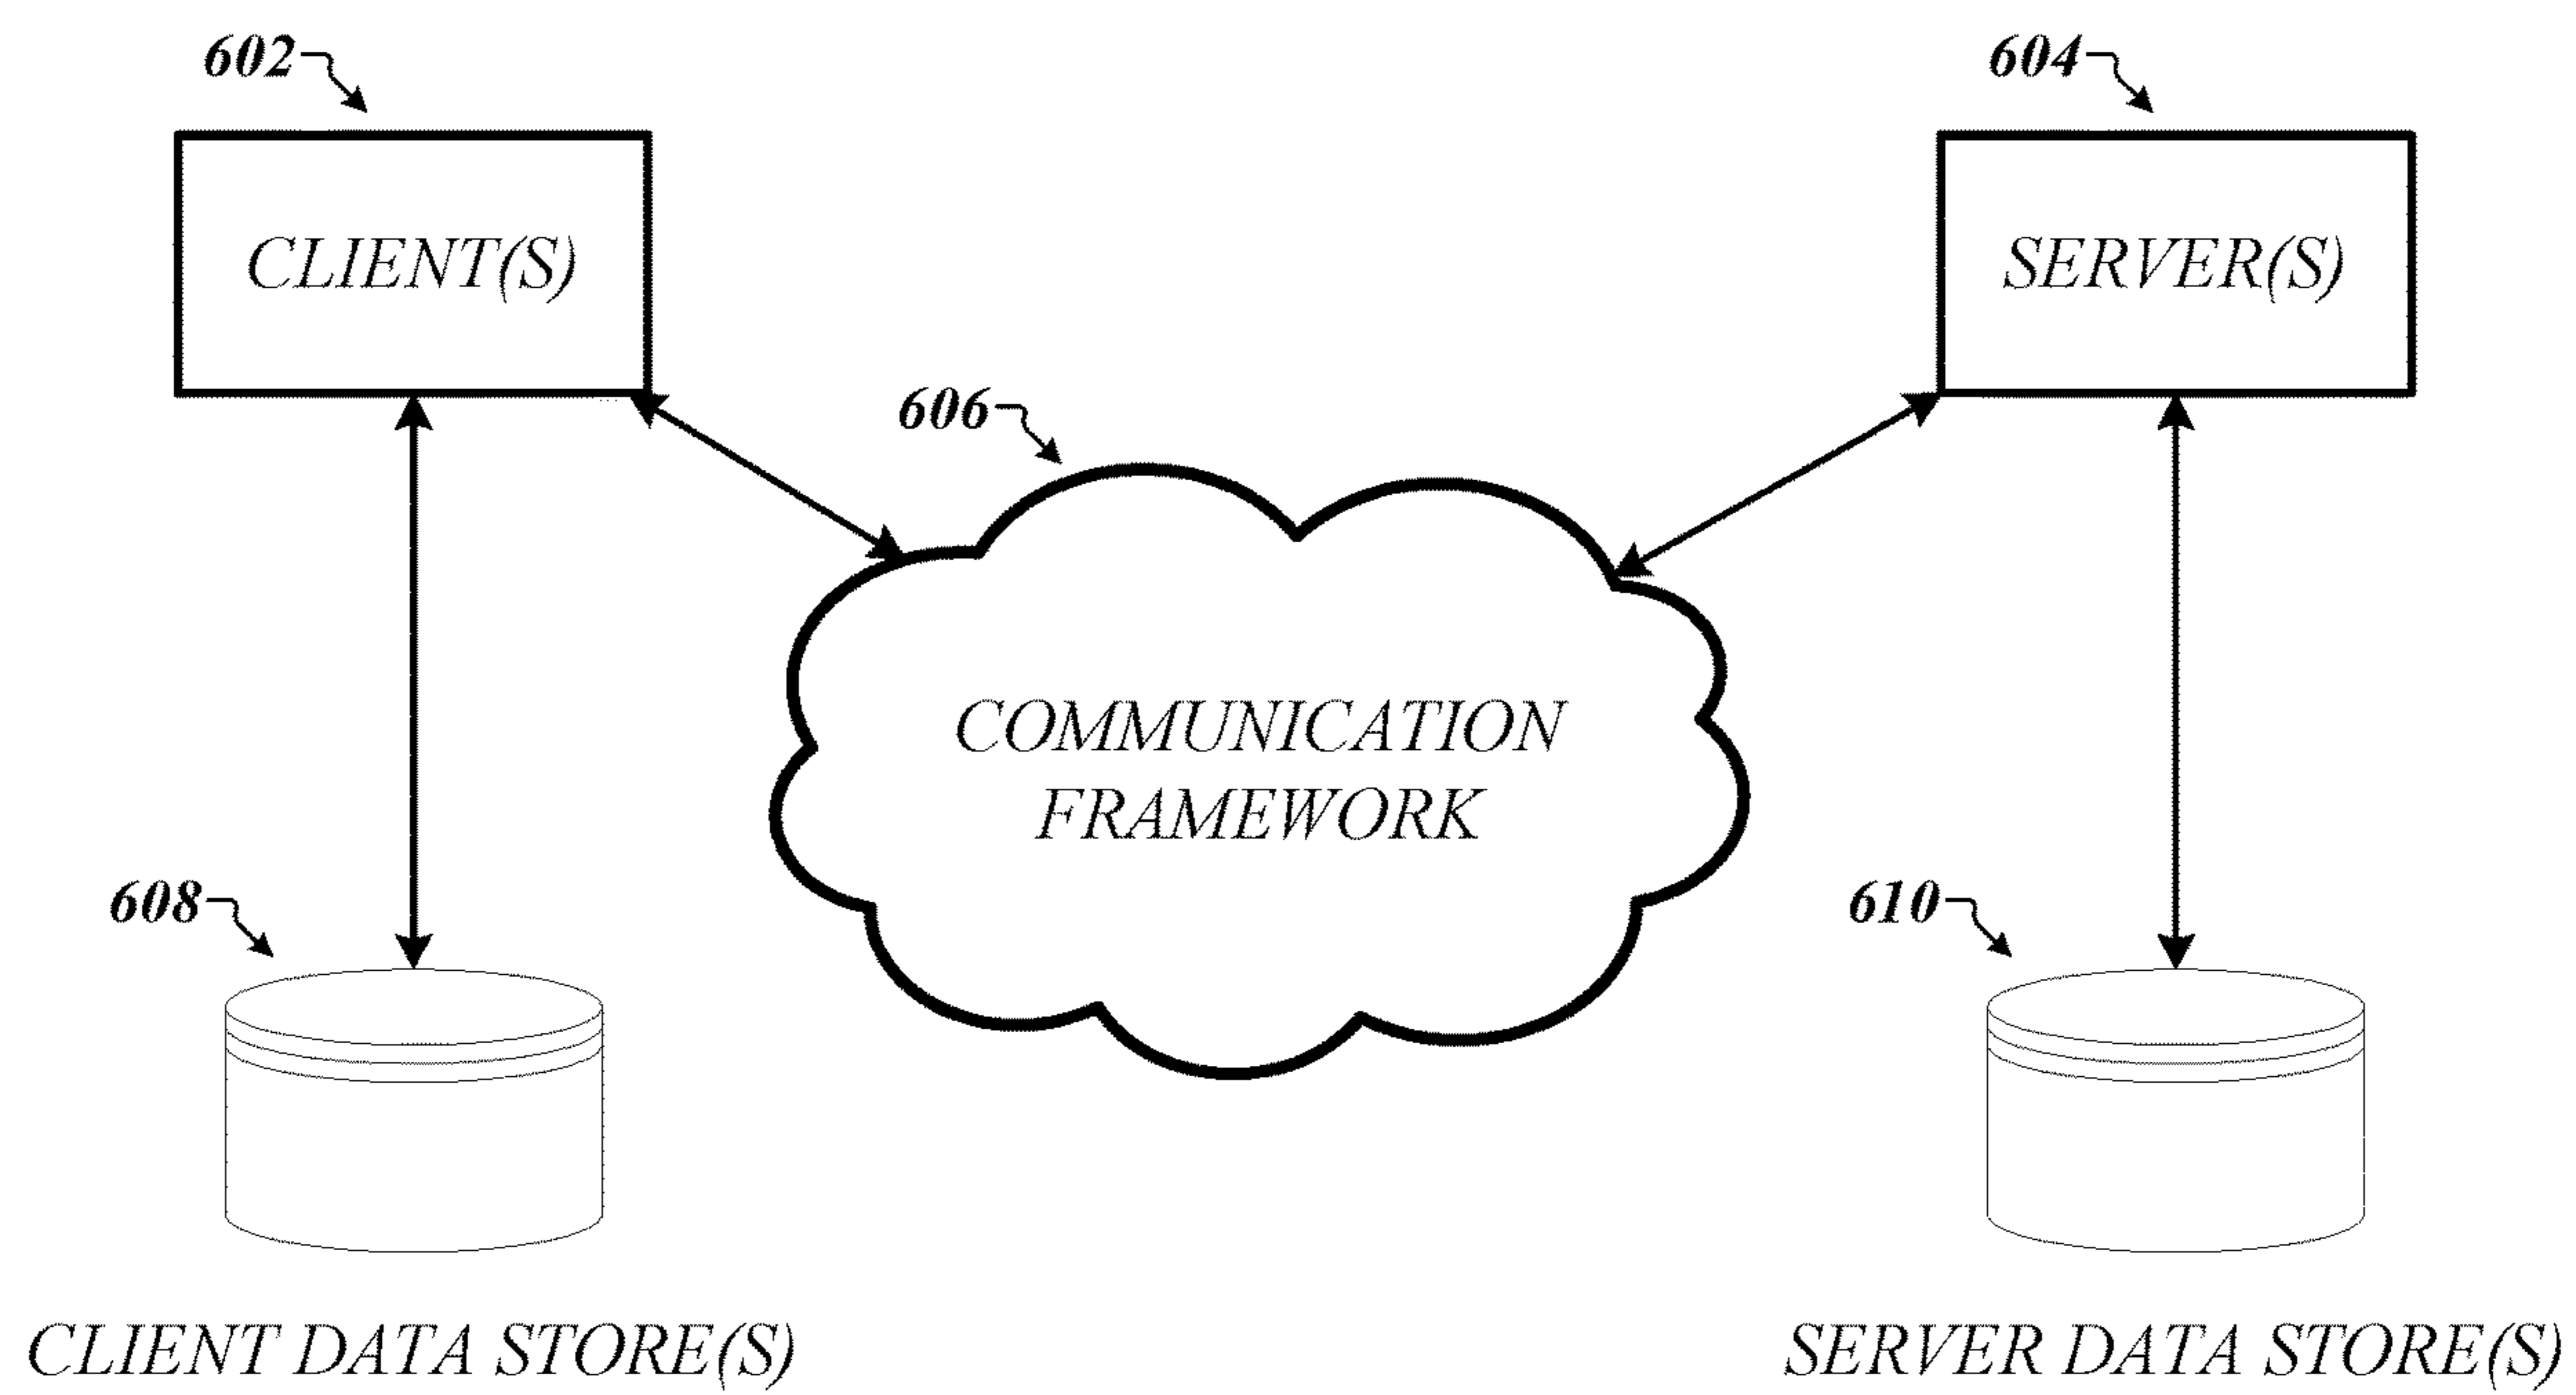 602
604
CLIENT(S)
SERVER(S)
606
COMMUNICATION
FRAMEWORK
608
610
CLIENT DATA STORE(S)
SERVER DATA STORE(S)